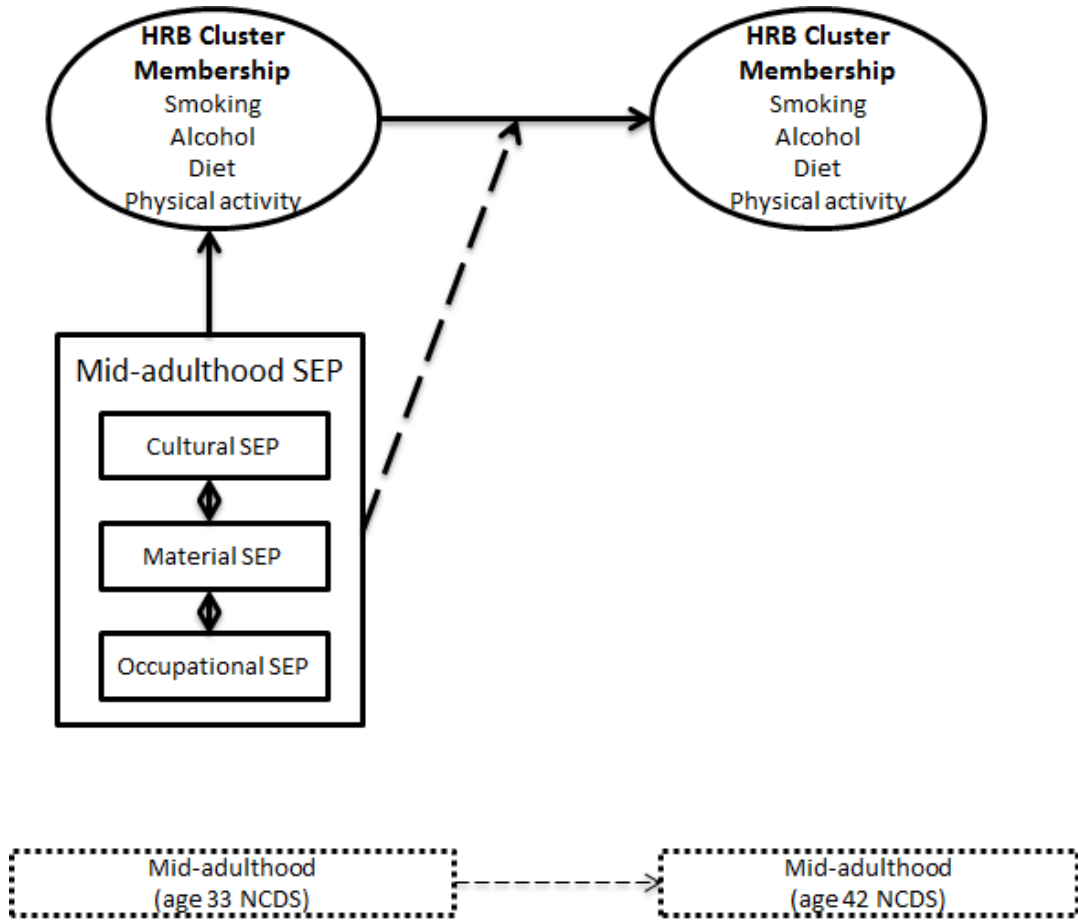 HRB Cluster
Membership
Smoking
Alcohol
Diet
Physical activity
HRB Cluster
Membership
Smoking
Alcohol
Diet
Physical activity
Mid-adulthood SEP
Cultural SEP
Material SEP
Occupational SEP
Mid-adulthood
(age 33 NCDS)
Mid-adulthood
(age 42 NCDS)